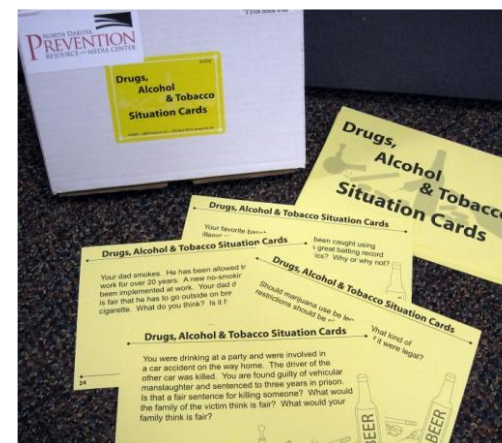 NORTH DAKOTA
PREVENTION
RESOURCE AND MEDIA CENTER
Drugs,
Alcohol
& Tobacco
Situation Cards
Drugs,
Alcohol
& Tobacco
Situation Cards
Drugs, Alcohol & Tobacco Situation Cards
Your favorite
been caught using
great batting record
Why or why not?
Drugs, Alcohol & Tobacco Situation Cards
Your dad smokes. He has been allowed
work for over 20 years. A new
been implemented at work. Your dad
is fair that he has to go outside on
cigarette. What do you think? Is it
24
Drugs, Alcohol & Tobacco Situation Cards
Should marijuana use be
What kind of
restrictions should be
it were legal?
Drugs, Alcohol & Tobacco Situation Cards
You were drinking at a party and were involved in
a car accident on the way home. The driver of the
other car was killed. You are found guilty of vehicular
manslaughter and sentenced to three years in prison.
Is that a fair sentence for killing someone? What would
the family of the victim think is fair? What would your
family think is fair?
BEER
BEER